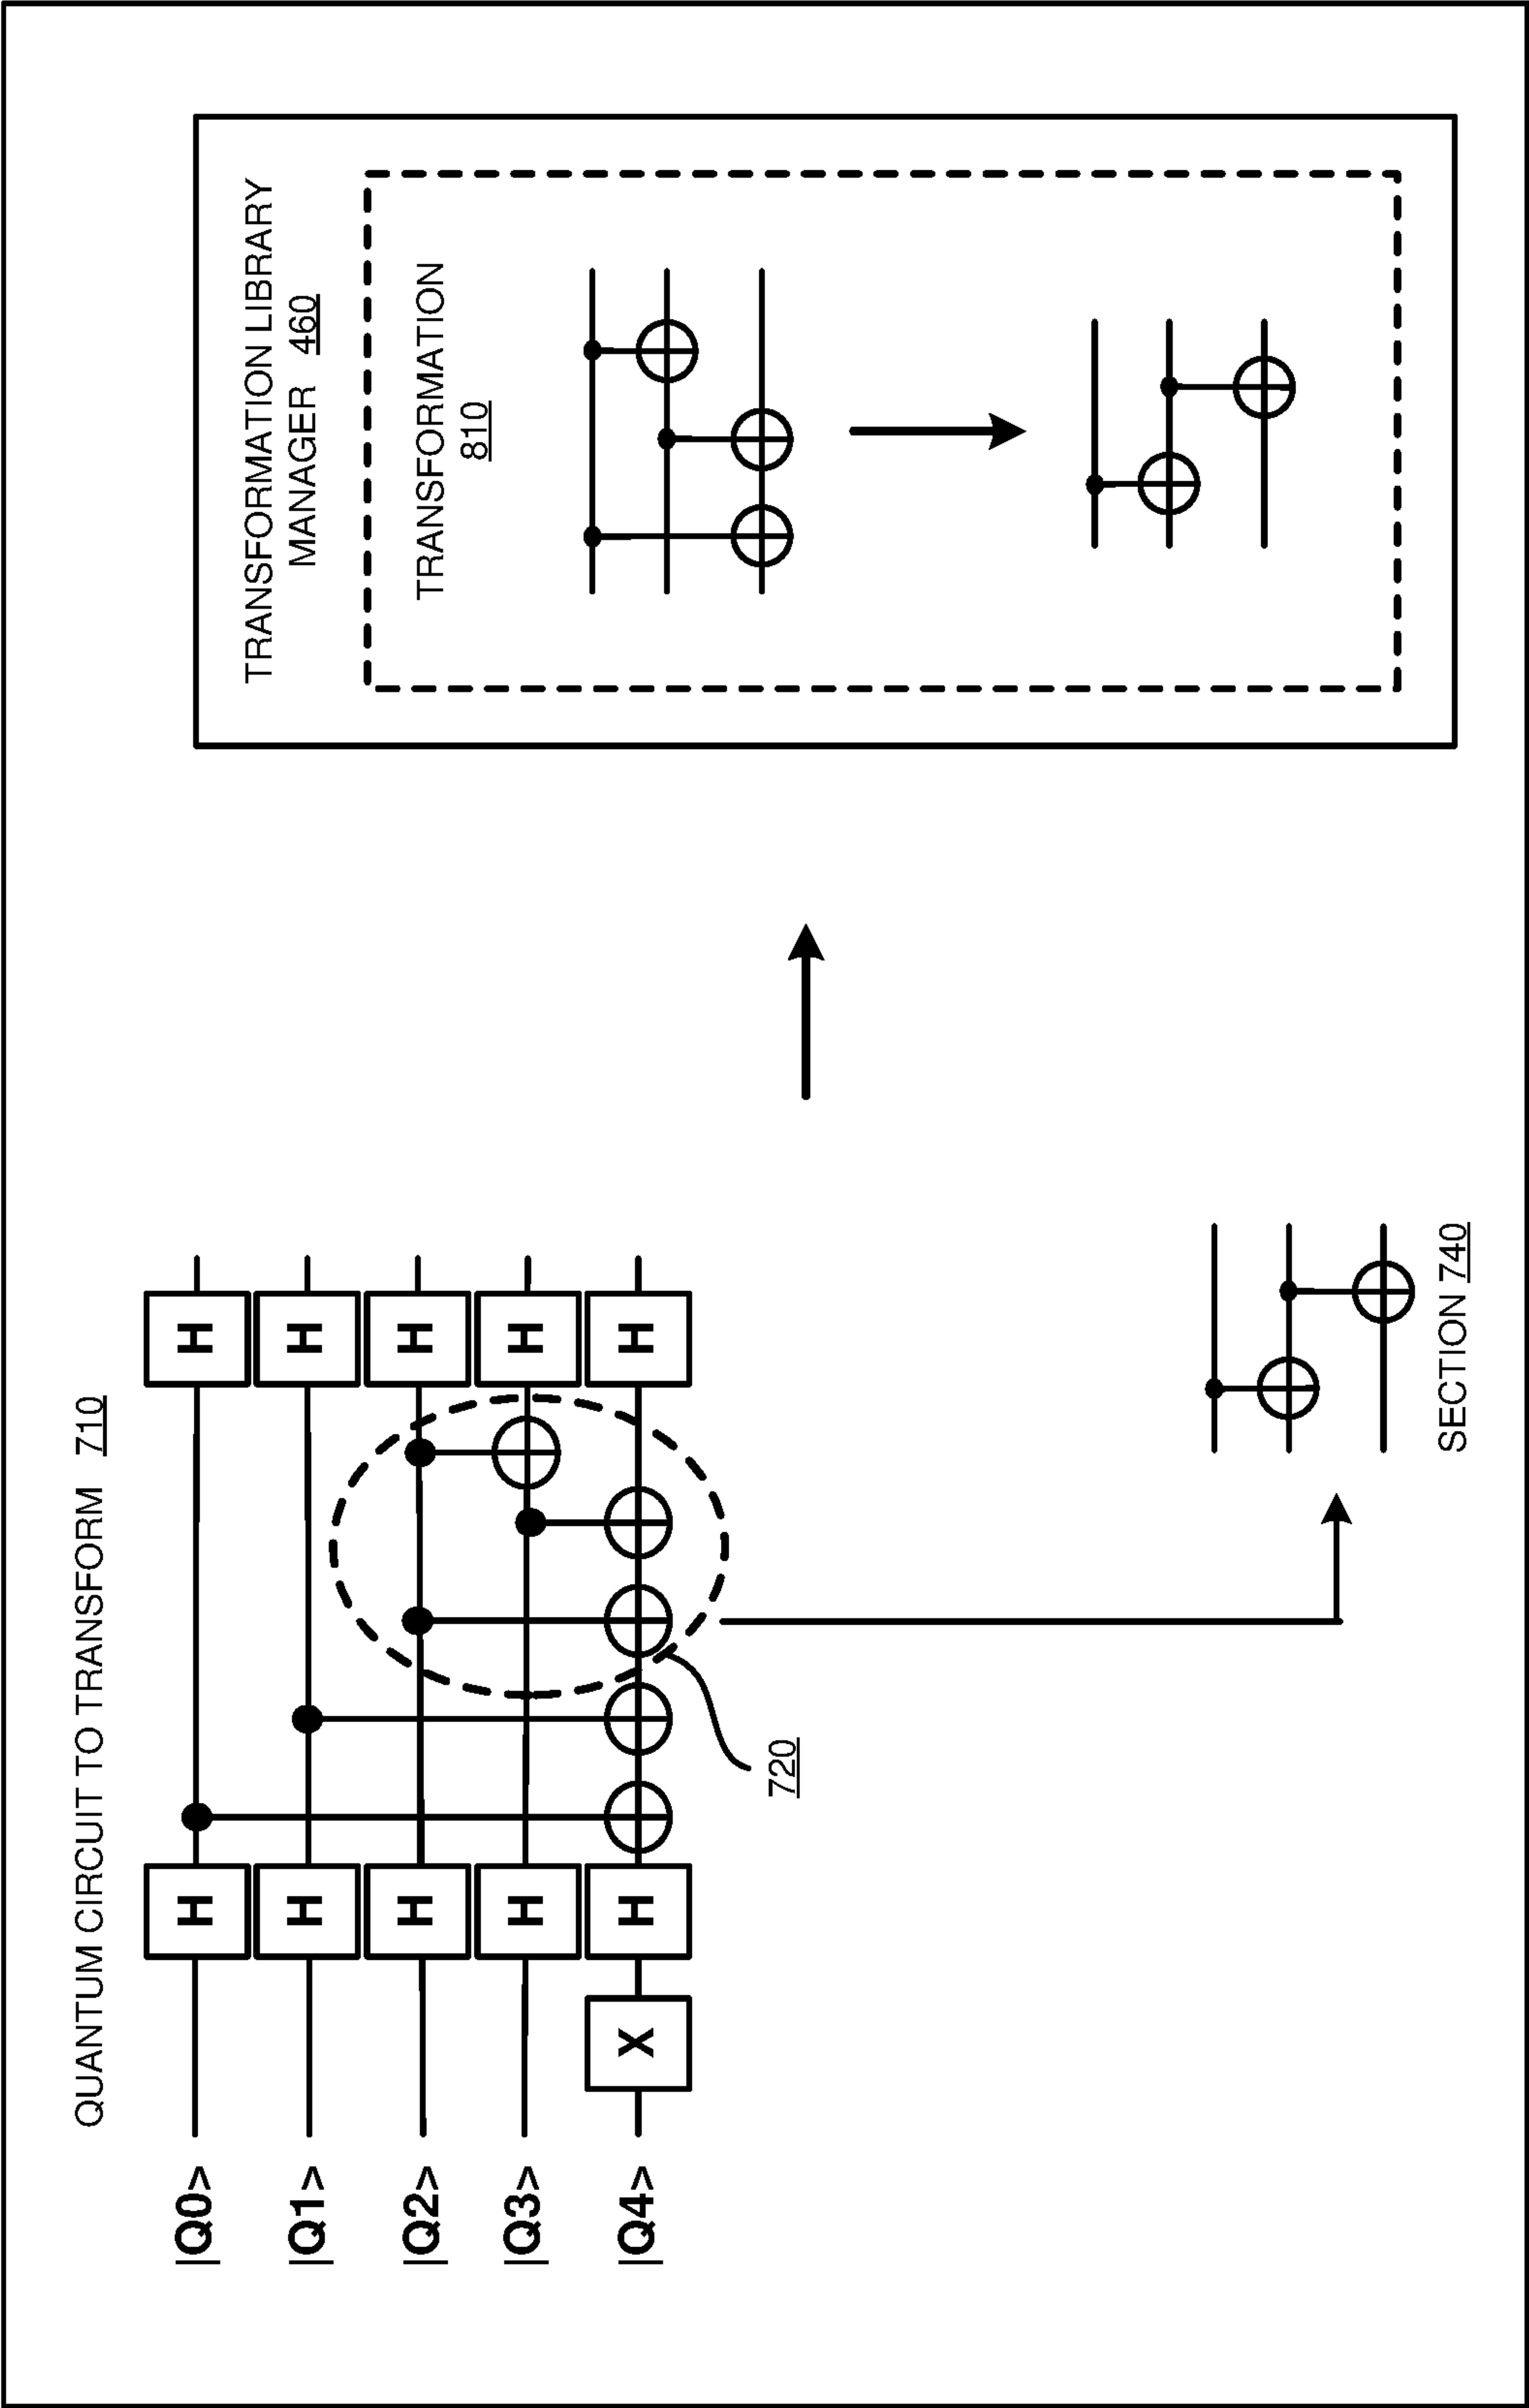 QUANTUM CIRCUIT TO TRANSFORM 710
|Q0>
H
H
|Q1>
H
H
|Q2>
H
H
|Q3>
H
H
|Q4>
X
H
H
720
SECTION 740
TRANSFORMATION LIBRARY
MANAGER 460
TRANSFORMATION
810